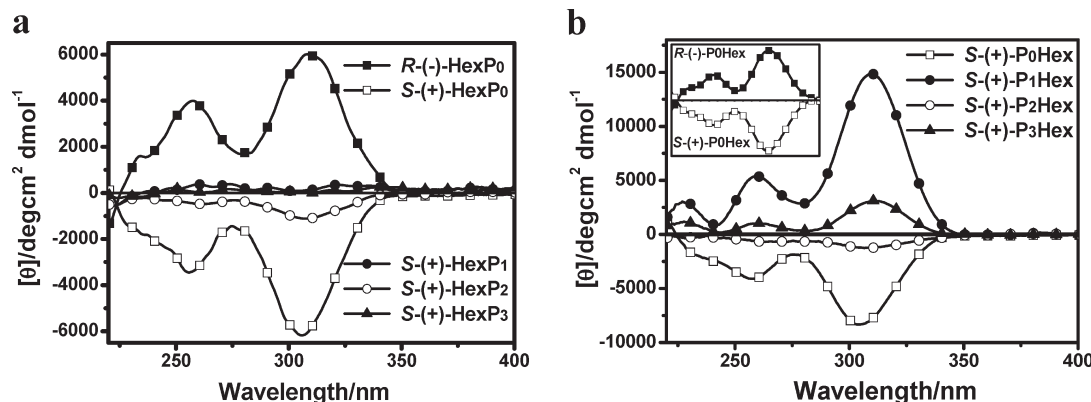 a
6000
4000
2000
0
-2000
-4000
-6000
[θ]/degcm² dmol⁻¹
R-(-)-HexP₀
S-(+)-HexP₀
S-(+)-HexP₁
S-(+)-HexP₂
S-(+)-HexP₃
250 300 350 400
Wavelength/nm
b
15000
10000
5000
0
-5000
-10000
[θ]/degcm² dmol⁻¹
R-(-)-P0Hex
S-(+)-P0Hex
S-(+)-P₀Hex
S-(+)-P₁Hex
S-(+)-P₂Hex
S-(+)-P₃Hex
250 300 350 400
Wavelength/nm